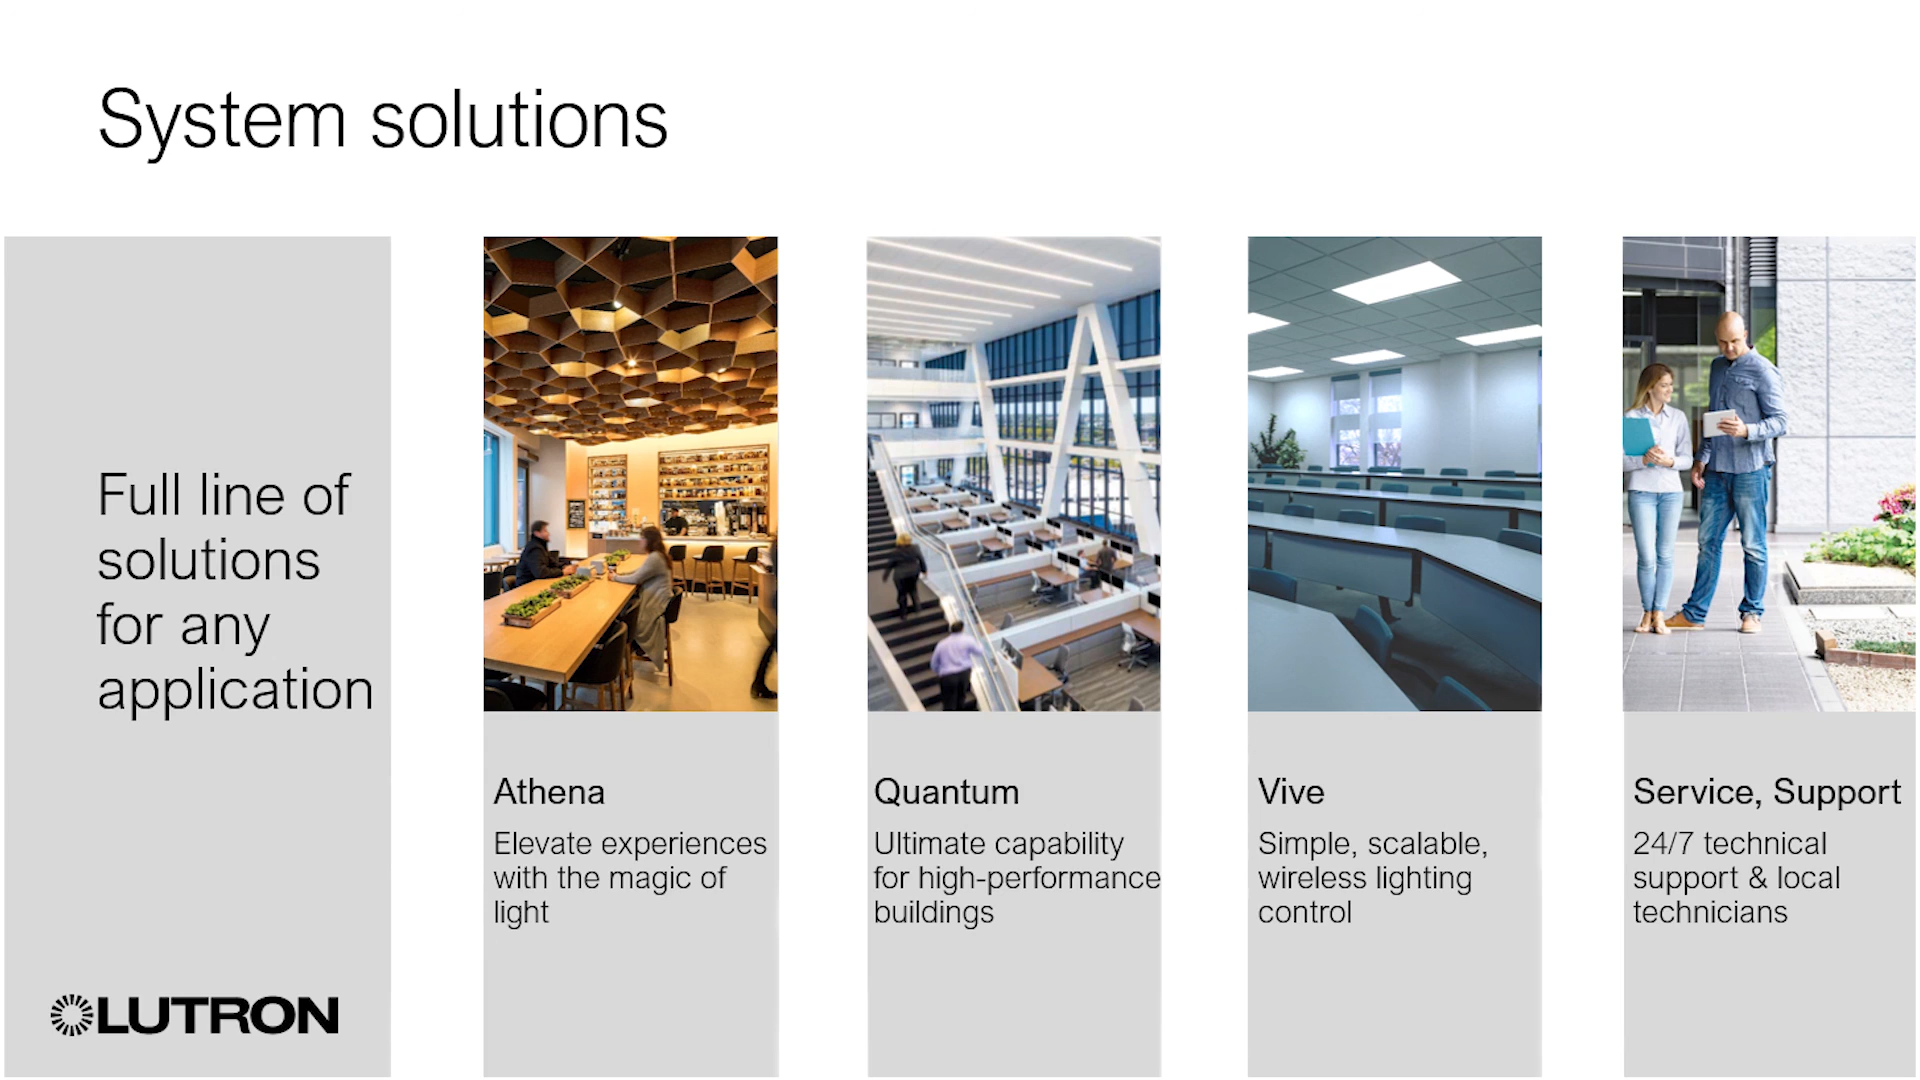 System solutions
Full line of
solutions
for any
application
LUTRON
Athena
Elevate experiences
with the magic of
light
Quantum
Ultimate capability
for high-performance
buildings
Vive
Simple, scalable,
wireless lighting
control
Service, Support
24/7 technical
support & local
technicians